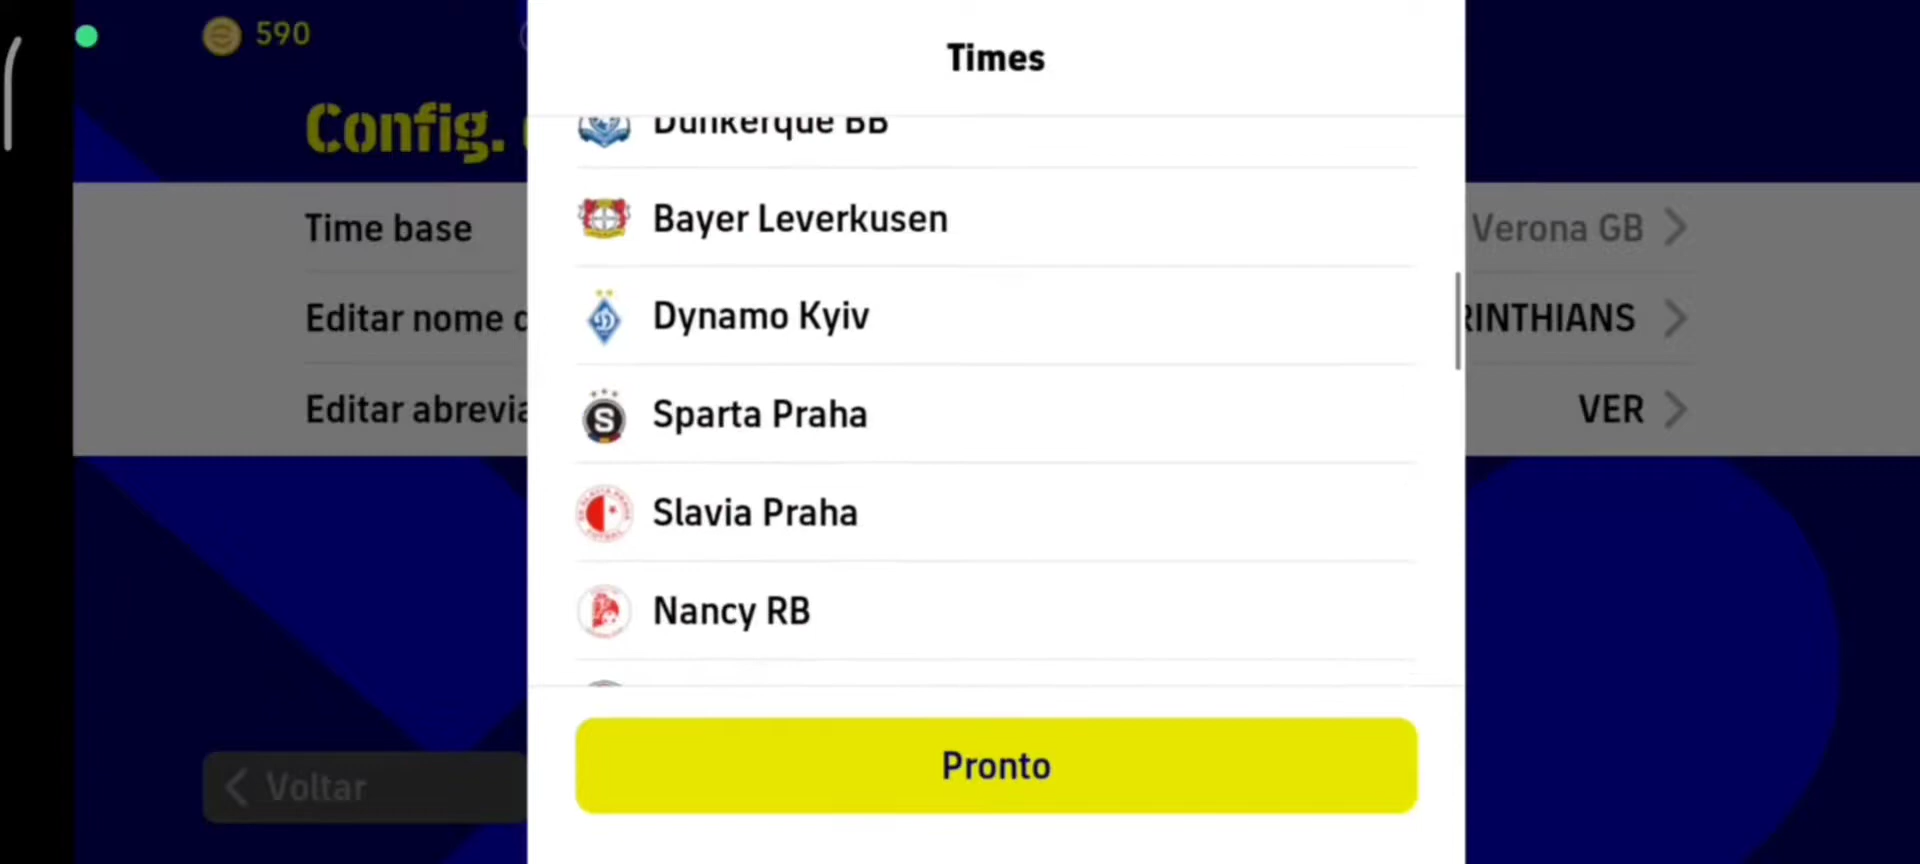 590
Times
Config.
Dunkerque BB
Bayer Leverkusen
Time base
Verona GB
Dynamo Kyiv
Editar nome
RINTHIANS
Sparta Praha
Editar abrevia
VER
Slavia Praha
Nancy RB
Pronto
Voltar